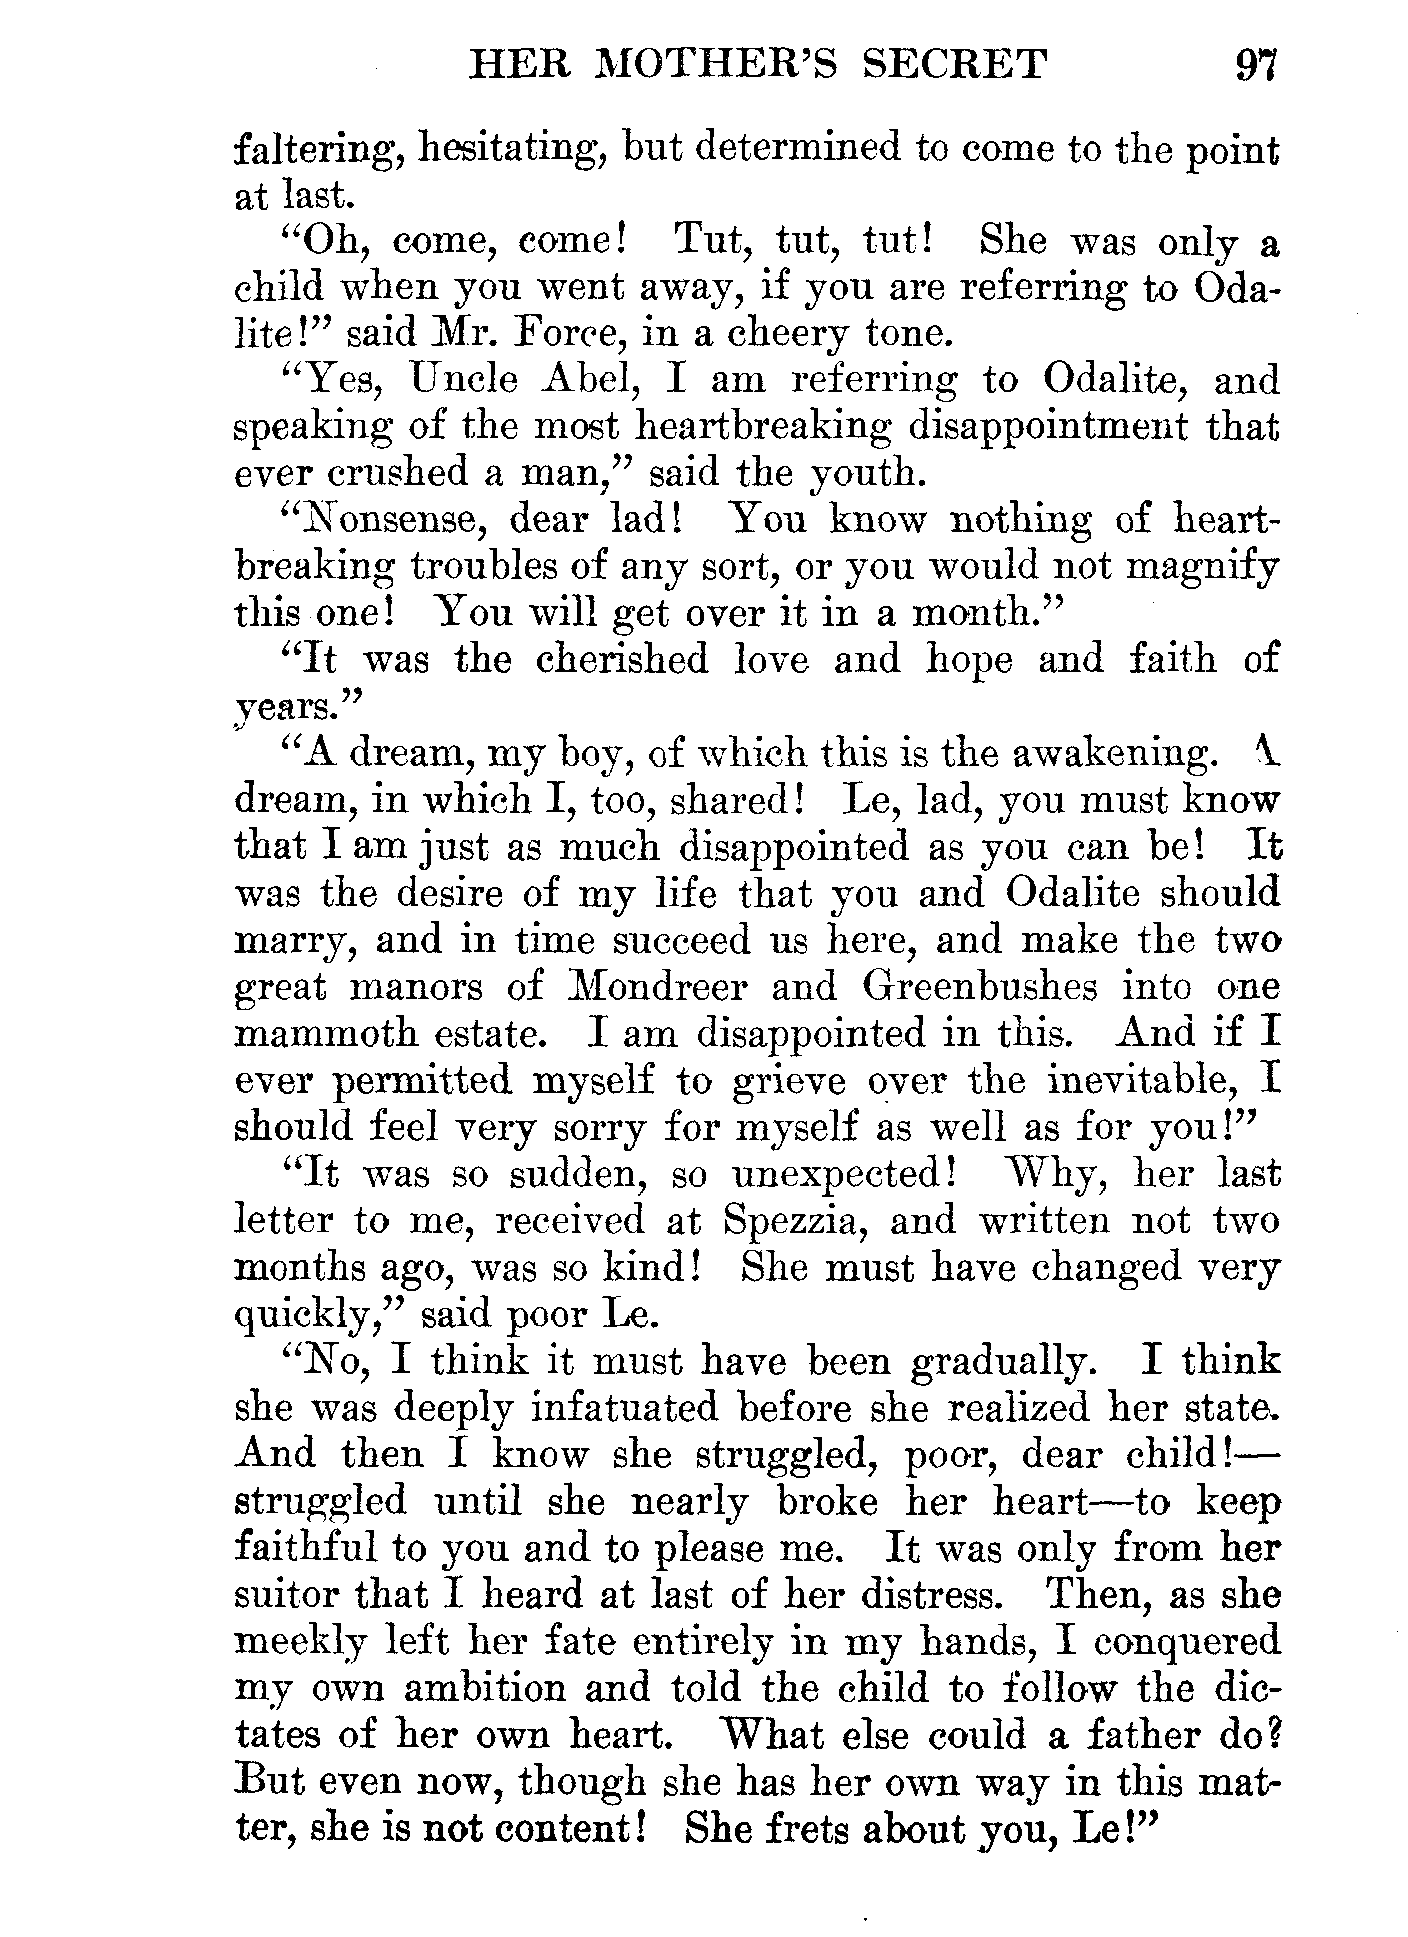 HER MOTHER'S SECRET 97
faltering, hesitating, but determined to come to the point
at last.
“Oh, come, come! Tut, tut, tut! She was only a
child when you went away, if you are referring to Oda-
lite!” said Mr. Force, in a cheery tone.
“Yes, Uncle Abel, I am referring to Odalite, and
speaking of the most heartbreaking disappointment that
ever crushed a man,” said the youth.
“Nonsense, dear lad! You know nothing of heart-
breaking troubles of any sort, or you would not magnify
this one! You will get over it in a month.”
“It was the cherished love and hope and faith of
years.”
“A dream, my boy, of which this is the awakening. A
dream, in which I, too, shared! Le, lad, you must know
that I am just as much disappointed as you can be! It
was the desire of my life that you and Odalite should
marry, and in time succeed us here, and make the two
great manors of Mondreer and Greenbushes into one
mammoth estate. I am disappointed in this. And if I
ever permitted myself to grieve over the inevitable, I
should feel very sorry for myself as well as for you!”
“It was so sudden, so unexpected! Why, her last
letter to me, received at Spezzia, and written not two
months ago, was so kind! She must have changed very
quickly,” said poor Le.
“No, I think it must have been gradually. I think
she was deeply infatuated before she realized her state.
And then I know she struggled, poor, dear child!—
struggled until she nearly broke her heart—to keep
faithful to you and to please me. It was only from her
suitor that I heard at last of her distress. Then, as she
meekly left her fate entirely in my hands, I conquered
my own ambition and told the child to follow the dic-
tates of her own heart. What else could a father do?
But even now, though she has her own way in this mat-
ter, she is not content! She frets about you, Le!”